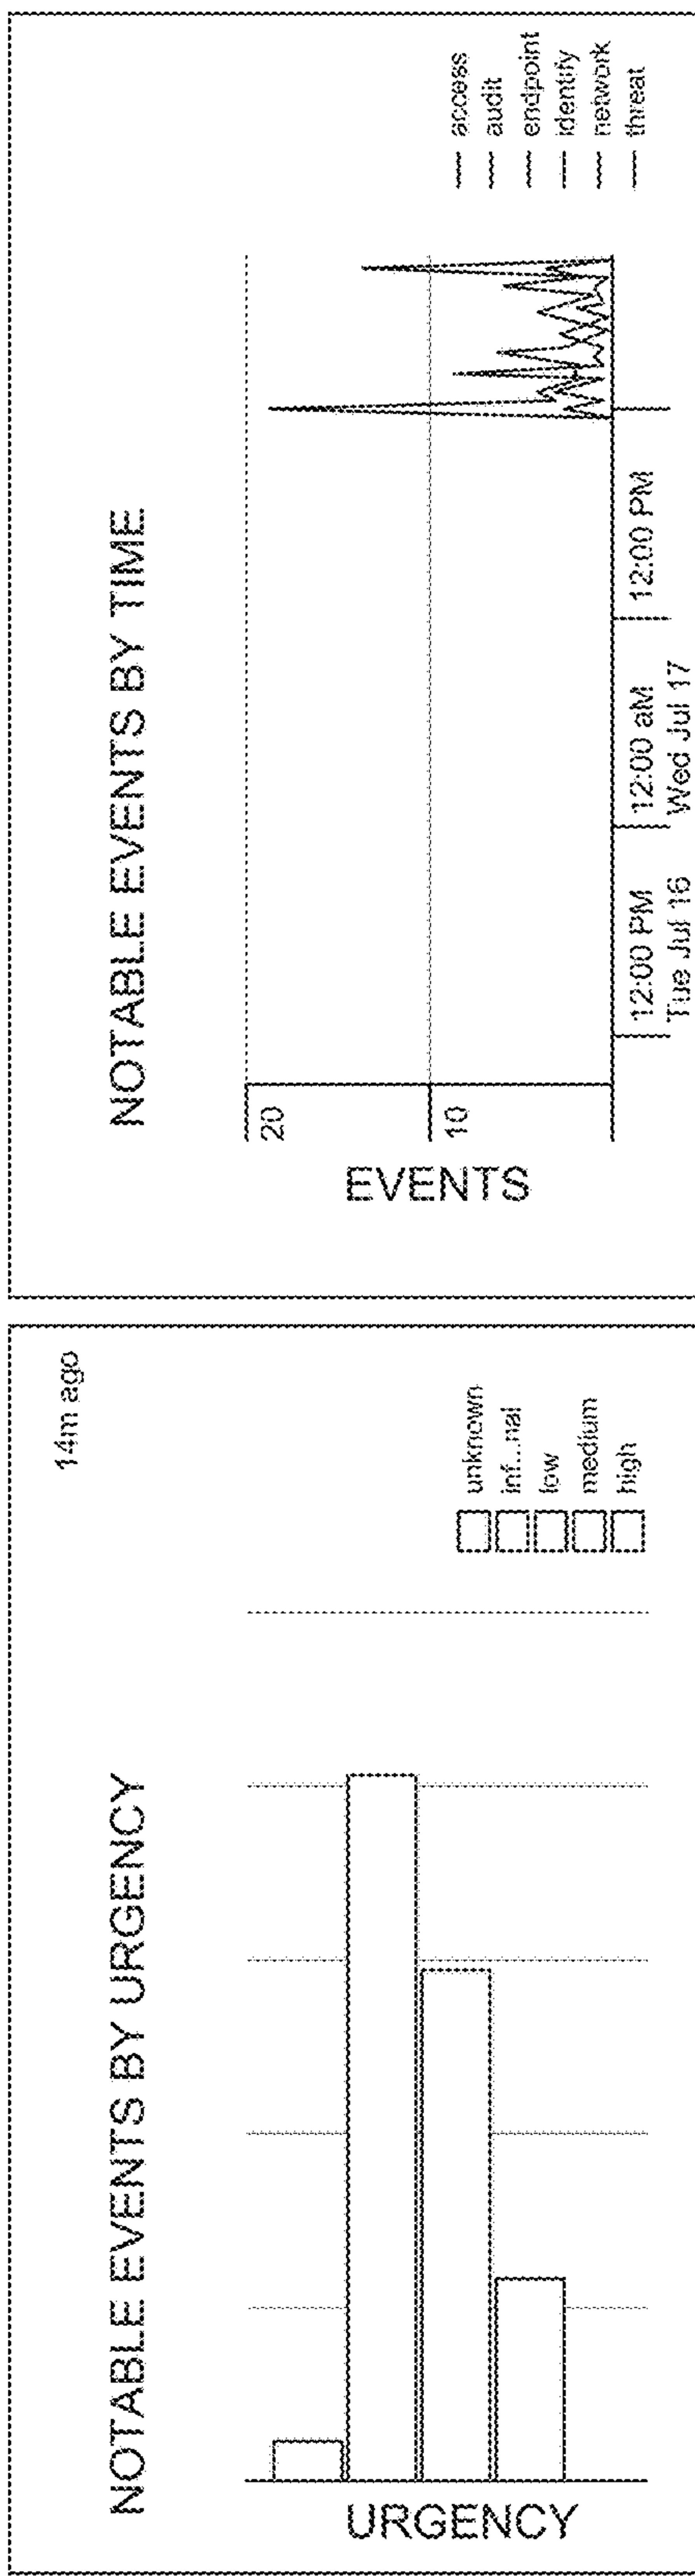 NOTABLE EVENTS BY URGENCY
14m ago
URGENCY
unknown
inf...nal
low
medium
high
NOTABLE EVENTS BY TIME
EVENTS
20
10
12:00 PM
Tue Jul 16
12:00 aM
Wed Jul 17
12:00 PM
access
audit
endpoint
identify
network
threat